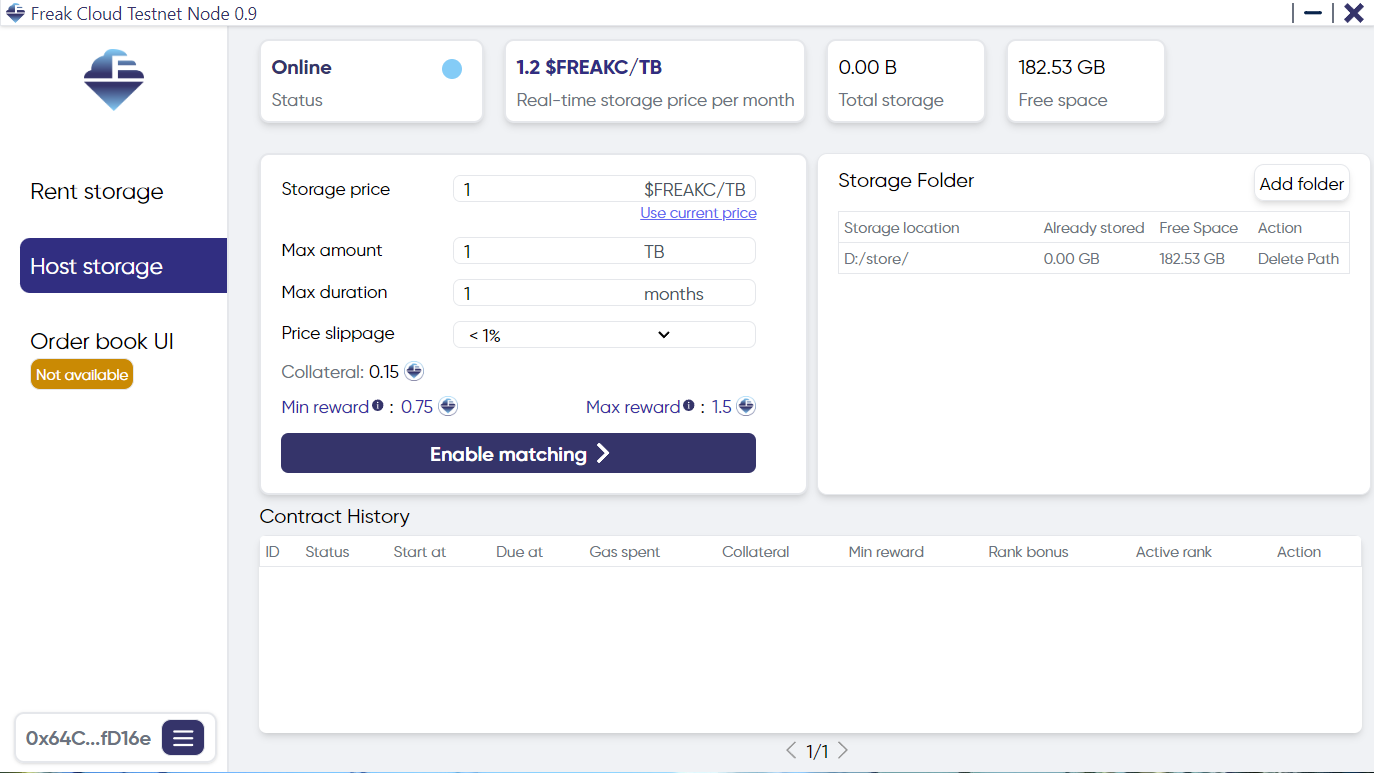 Freak Cloud Testnet Node 0.9
Online
Status
1.2 $FREAKC/TB
Real-time storage price per month
0.00 B
Total storage
182.53 GB
Free space
Rent storage
Host storage
Order book UI
Not available
Storage price 1 $FREAKC/TB
Use current price
Max amount 1 TB
Max duration 1 months
Price slippage < 1%
Collateral: 0.15
Min reward : 0.75 Max reward : 1.5
Enable matching
Storage Folder Add folder
Storage location Already stored Free Space Action
D:/store/ 0.00 GB 182.53 GB Delete Path
Contract History
ID Status Start at Due at Gas spent Collateral Min reward Rank bonus Active rank Action
1/1
0x64C...fD16e